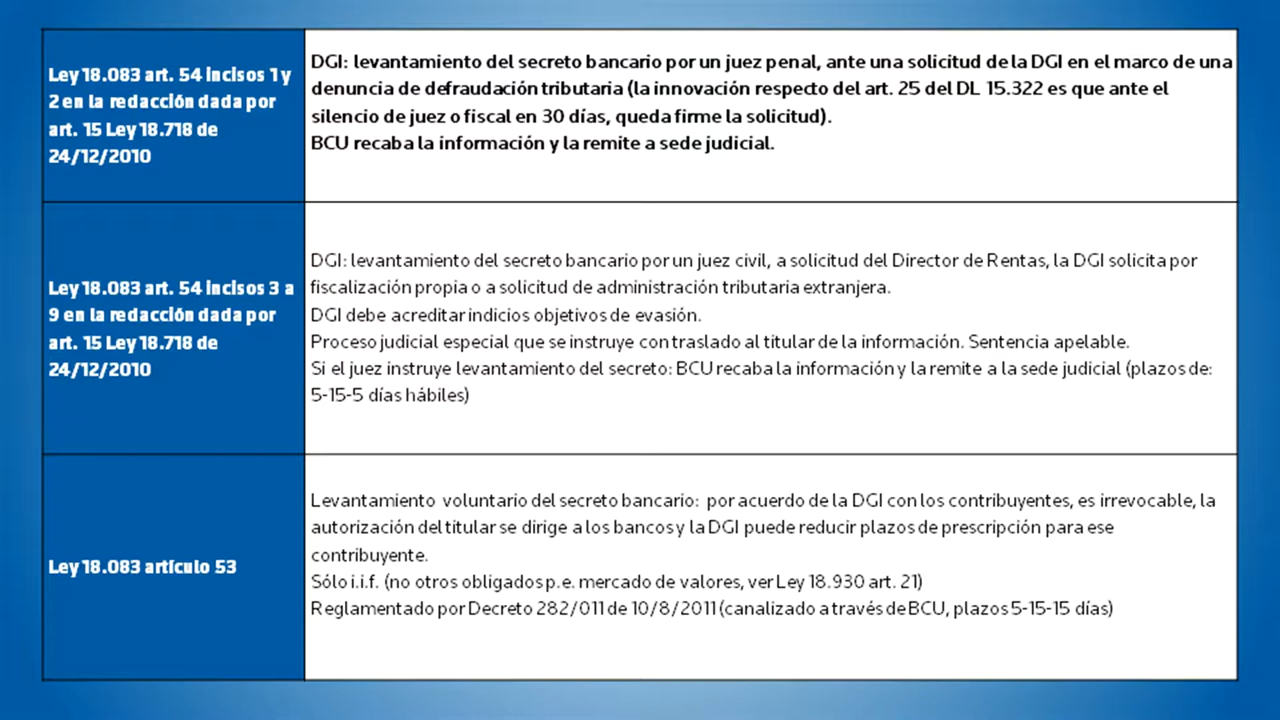 Ley 18.083 art. 54 incisos 1 y
2 en la redacción dada por
art. 15 Ley 18.718 de
24/12/2010
DGI: levantamiento del secreto bancario por un juez penal, ante una solicitud de la DGI en el marco de una
denuncia de defraudación tributaria (la innovación respecto del art. 25 del DL 15.322 es que ante el
silencio de juez o fiscal en 30 días, queda firme la solicitud).
BCU recaba la información y la remite a sede judicial.
Ley 18.083 art. 54 incisos 3 a
9 en la redacción dada por
art. 15 Ley 18.718 de
24/12/2010
DGI: levantamiento del secreto bancario por un juez civil, a solicitud del Director de Rentas, la DGI solicita por
fiscalización propia o a solicitud de administración tributaria extranjera.
DGI debe acreditar indicios objetivos de evasión.
Proceso judicial especial que se instruye con traslado al titular de la información. Sentencia apelable.
Si el juez instruye levantamiento del secreto: BCU recaba la información y la remite a la sede judicial (plazos de:
5-15-5 días hábiles)
Ley 18.083 artículo 53
Levantamiento voluntario del secreto bancario: por acuerdo de la DGI con los contribuyentes, es irrevocable, la
autorización del titular se dirige a los bancos y la DGI puede reducir plazos de prescripción para ese
contribuyente.
Sólo i.i.f. (no otros obligados p.e. mercado de valores, ver Ley 18.930 art. 21)
Reglamentado por Decreto 282/011 de 10/8/2011 (canalizado a través de BCU, plazos 5-15-15 días)